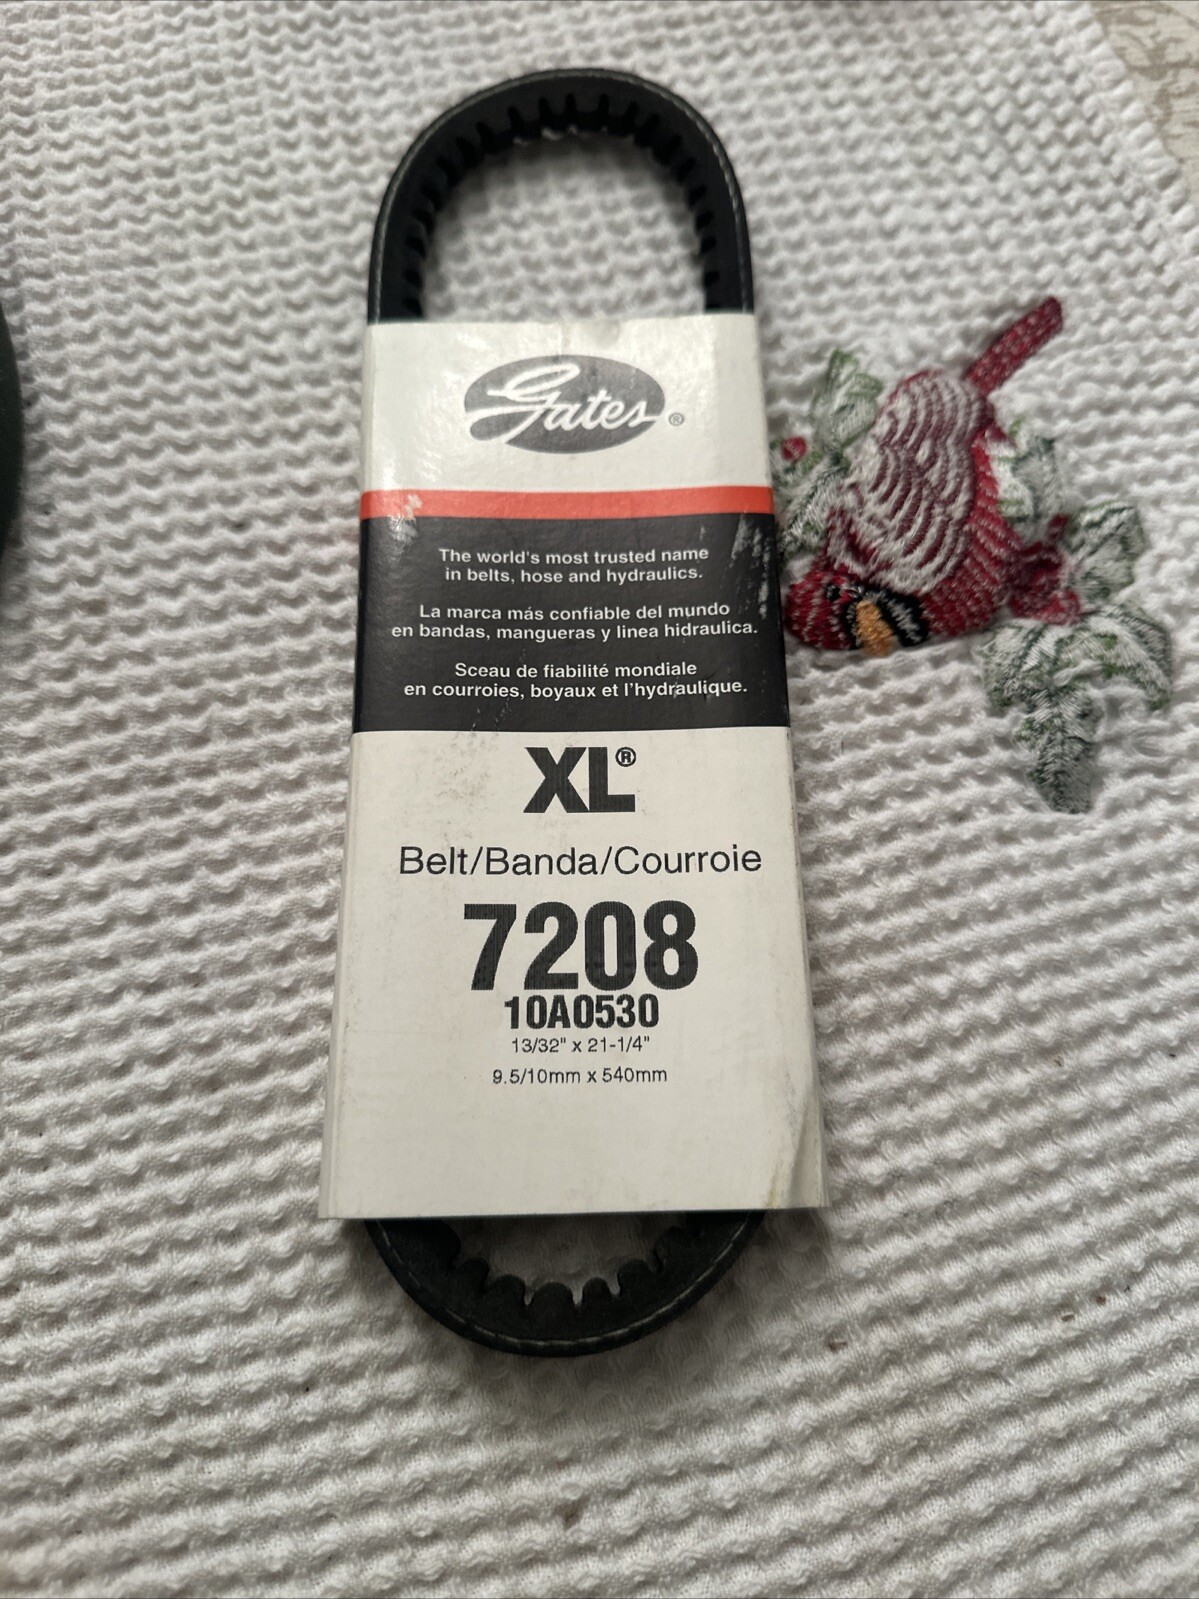 Gates®
The world's most trusted name
in belts, hose and hydraulics.
La marca más confiable del mundo
en bandas, mangueras y linea hidraulica.
Sceau de fiabilité mondiale
en courroies, boyaux et l'hydraulique.
XL®
Belt/Banda/Courroie
7208
10A0530
13/32" x 21-1/4"
9.5/10mm x 540mm